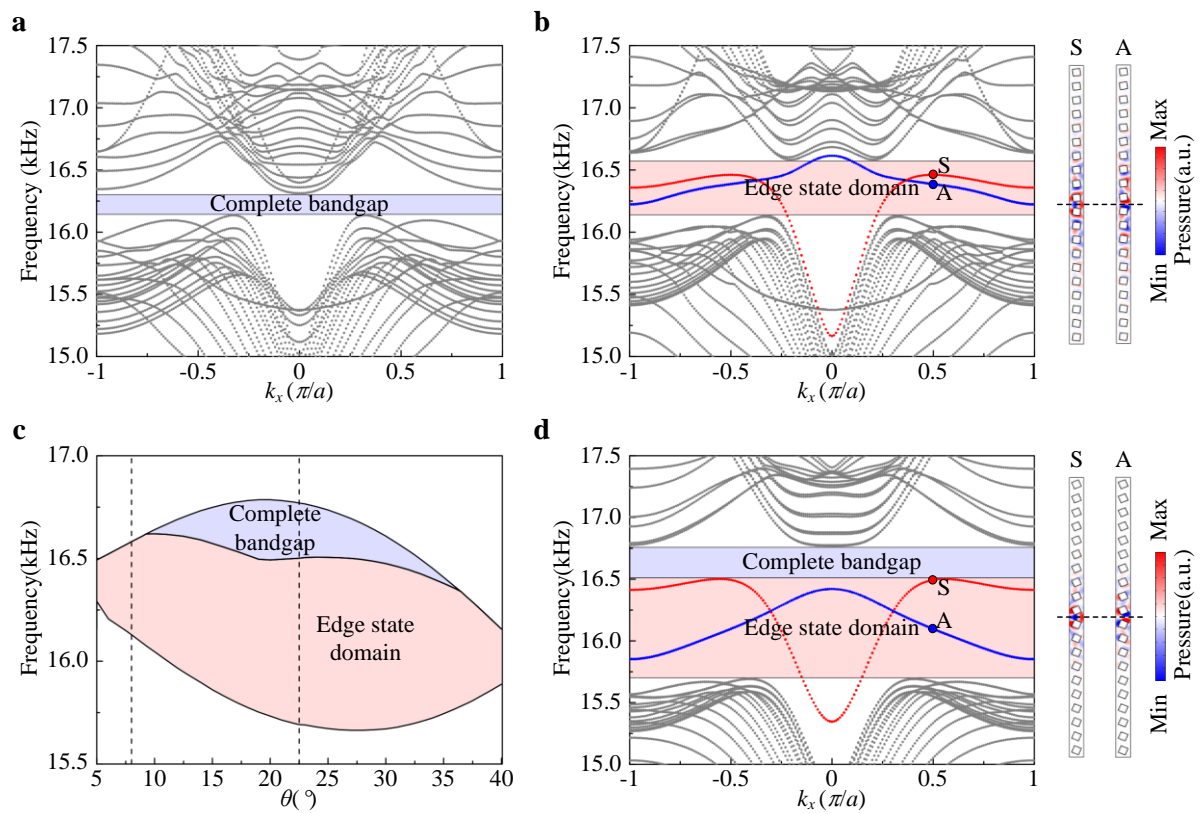 a
17.5
17.0
16.5
16.0
15.5
15.0
Frequency (kHz)
Complete bandgap
-1 -0.5 0 0.5 1
kx (π/a)
b
17.5
17.0
16.5
16.0
15.5
15.0
Frequency(kHz)
Edge state domain
S
A
-1 -0.5 0 0.5 1
kx (π/a)
S A
Min Max
Pressure(a.u.)
c
17.0
16.5
16.0
15.5
Frequency(kHz)
Complete
bandgap
Edge state
domain
5 10 15 20 25 30 35 40
θ( °)
d
17.5
17.0
16.5
16.0
15.5
15.0
Frequency(kHz)
Complete bandgap
S
Edge state domain
A
-1 -0.5 0 0.5 1
kx (π/a)
S A
Min Max
Pressure(a.u.)